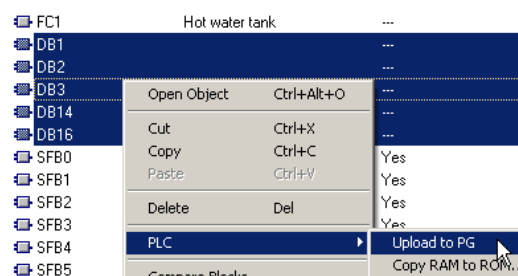 FC1 Hot water tank ---
DB1 ---
DB2 ---
DB3 ---
Open Object Ctrl+Alt+O
DB14 ---
Cut Ctrl+X
DB16 ---
Copy Ctrl+C
SFB0 Yes
Paste Ctrl+V
SFB1 Yes
SFB2 Yes
Delete Del
SFB3 Yes
SFB4
PLC Upload to PG
SFB5
Copy RAM to ROM...
Compare Blocks